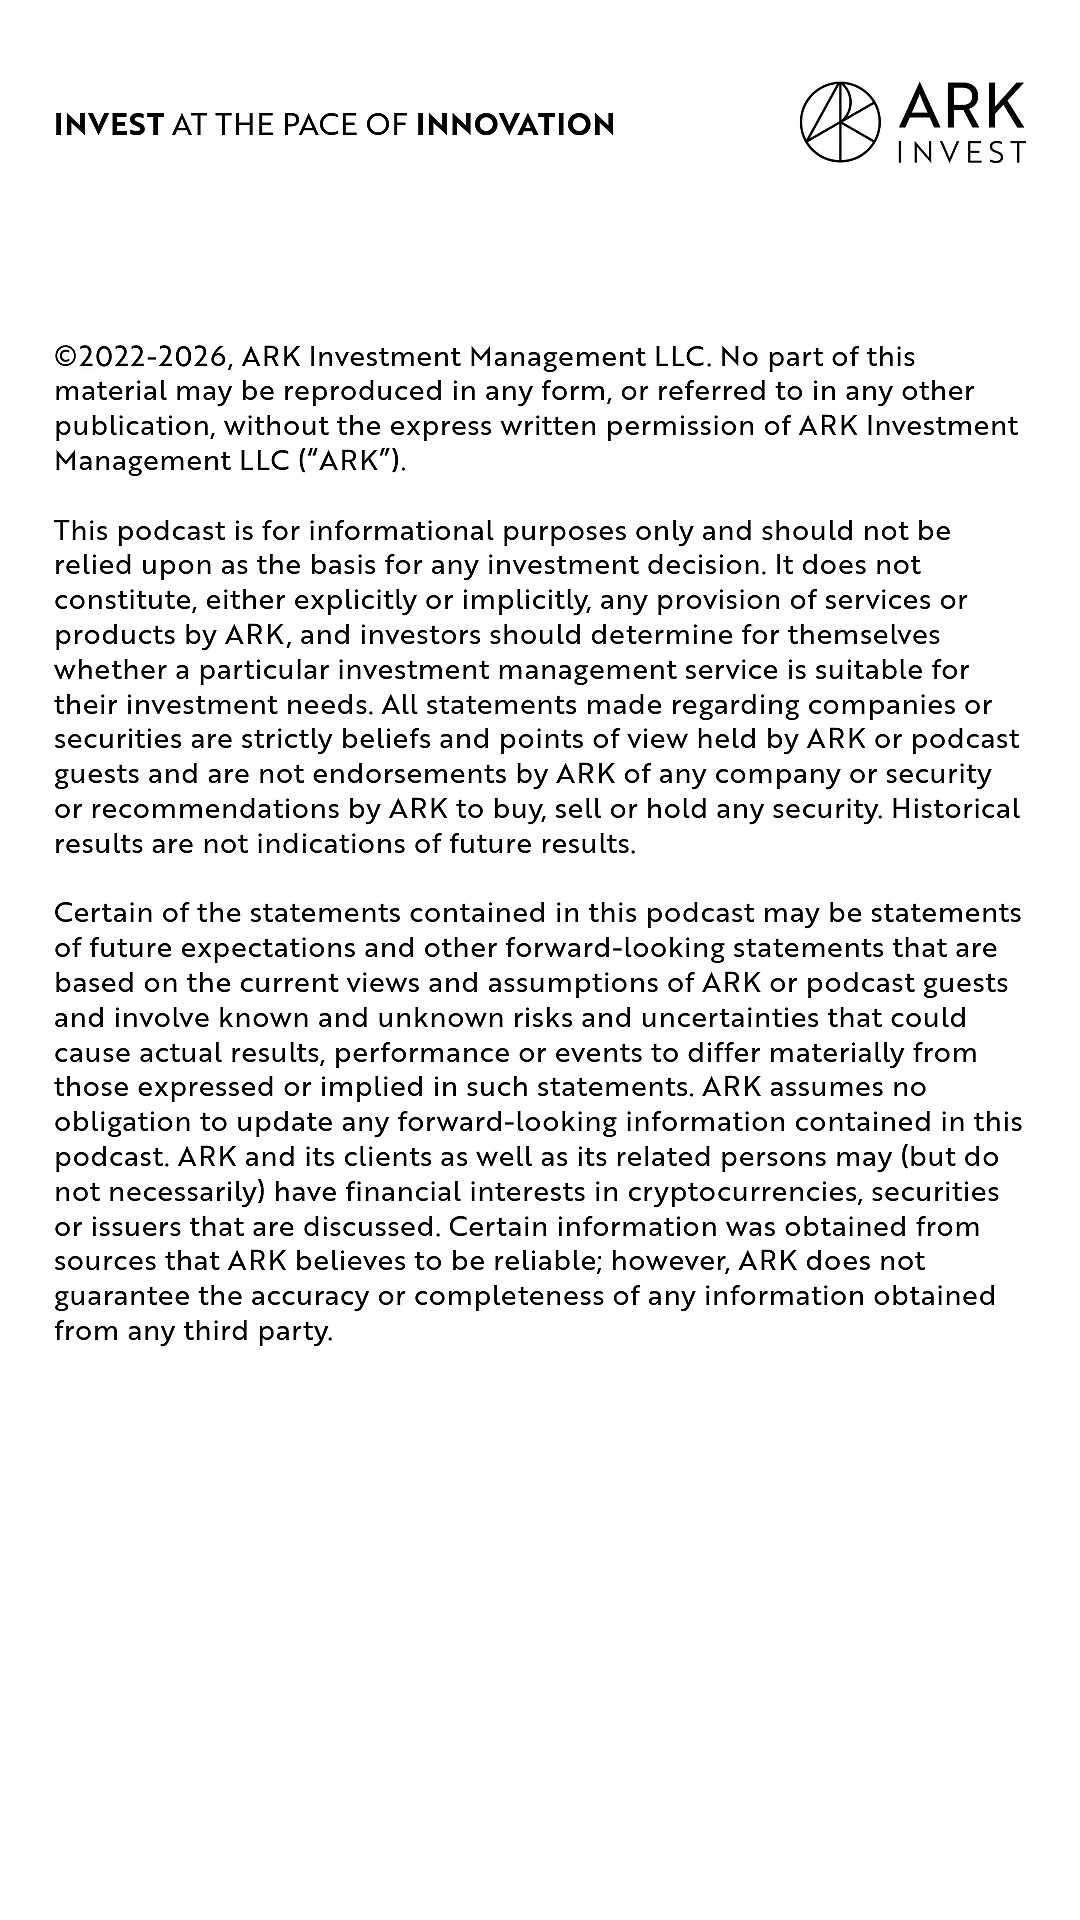 INVEST AT THE PACE OF INNOVATION
ARK
INVEST
©2022-2026, ARK Investment Management LLC. No part of this
material may be reproduced in any form, or referred to in any other
publication, without the express written permission of ARK Investment
Management LLC (“ARK”).
This podcast is for informational purposes only and should not be
relied upon as the basis for any investment decision. It does not
constitute, either explicitly or implicitly, any provision of services or
products by ARK, and investors should determine for themselves
whether a particular investment management service is suitable for
their investment needs. All statements made regarding companies or
securities are strictly beliefs and points of view held by ARK or podcast
guests and are not endorsements by ARK of any company or security
or recommendations by ARK to buy, sell or hold any security. Historical
results are not indications of future results.
Certain of the statements contained in this podcast may be statements
of future expectations and other forward-looking statements that are
based on the current views and assumptions of ARK or podcast guests
and involve known and unknown risks and uncertainties that could
cause actual results, performance or events to differ materially from
those expressed or implied in such statements. ARK assumes no
obligation to update any forward-looking information contained in this
podcast. ARK and its clients as well as its related persons may (but do
not necessarily) have financial interests in cryptocurrencies, securities
or issuers that are discussed. Certain information was obtained from
sources that ARK believes to be reliable; however, ARK does not
guarantee the accuracy or completeness of any information obtained
from any third party.